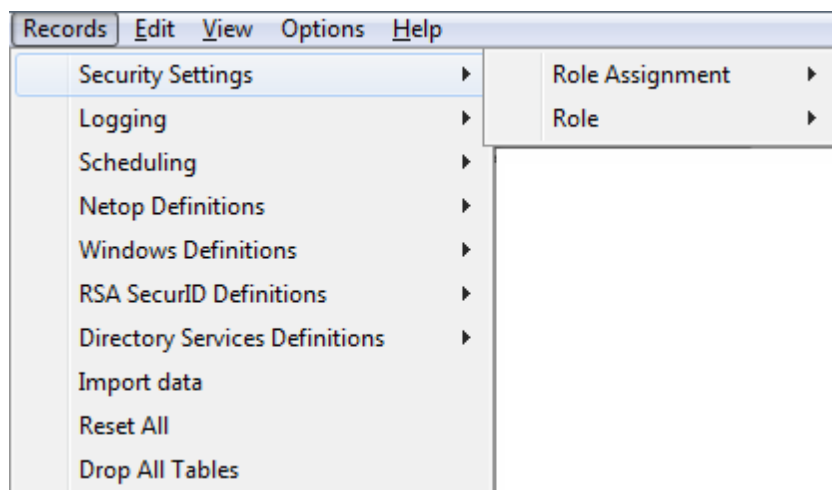 Records Edit View Options Help
Security Settings
Logging
Scheduling
Netop Definitions
Windows Definitions
RSA SecurID Definitions
Directory Services Definitions
Import data
Reset All
Drop All Tables
Role Assignment
Role